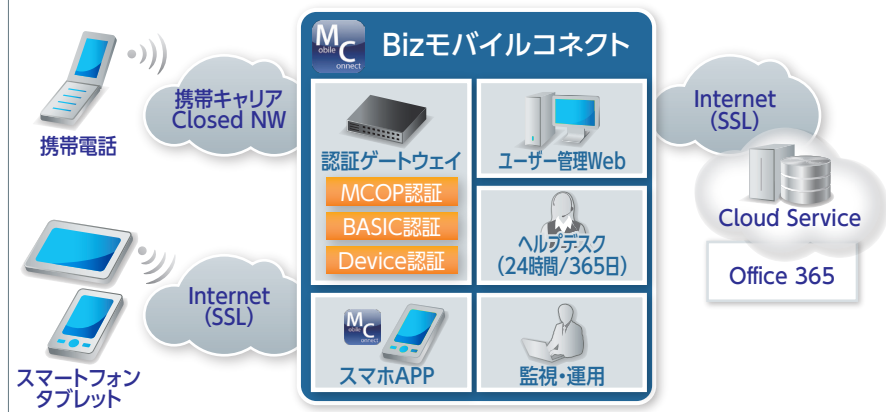 Mobile Connect
Bizモバイルコネクト
携帯電話
携帯キャリア
Closed NW
認証ゲートウェイ
MCOP認証
BASIC認証
Device認証
ユーザー管理Web
ヘルプデスク
(24時間/365日)
Internet
(SSL)
Cloud Service
Office 365
スマートフォン
タブレット
Internet
(SSL)
Mobile Connect
スマホAPP
監視・運用